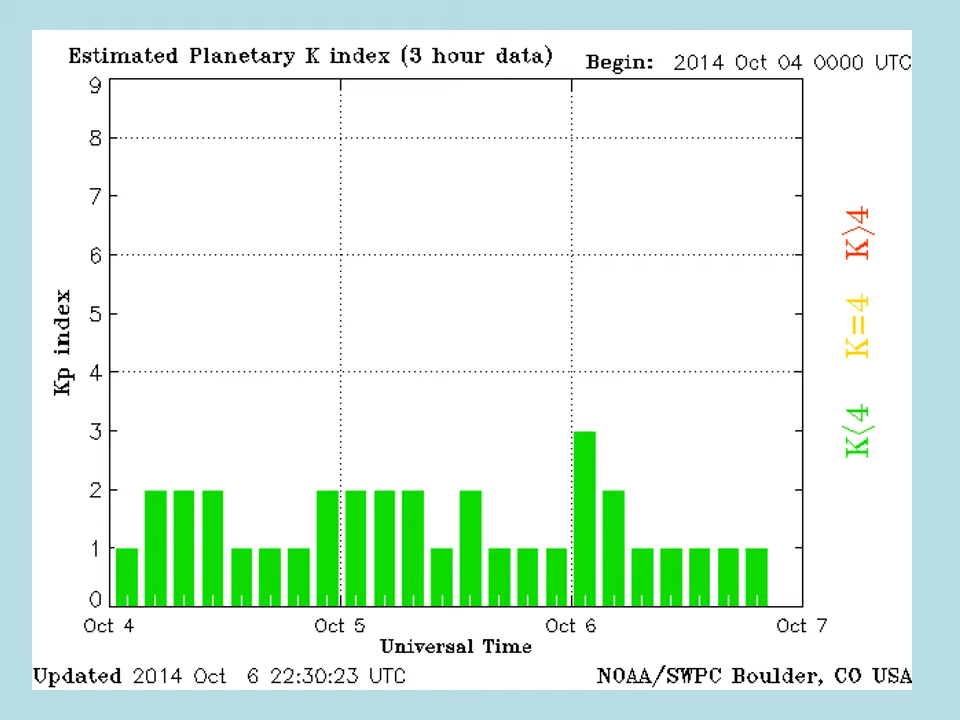 Estimated Planetary K index (3 hour data)
Begin: 2014 Oct 04 0000 UTC
9
8
7
6
5
4
3
2
1
0
Kp index
K>4
K=4
K<4
Oct 4 Oct 5 Oct 6 Oct 7
Universal Time
Updated 2014 Oct 6 22:30:23 UTC
NOAA/SWPC Boulder, CO USA